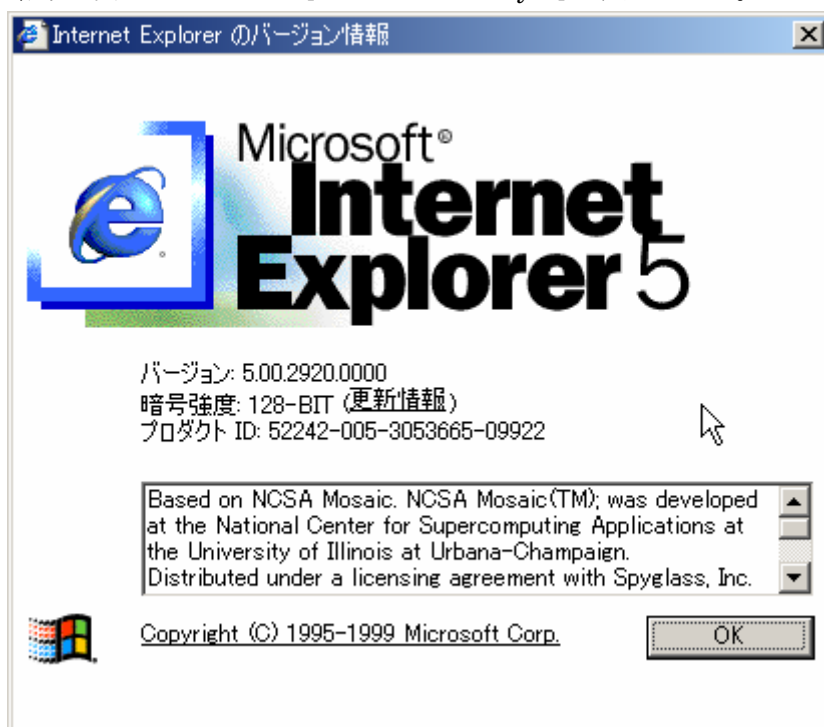 Internet Explorer のバージョン情報
Microsoft®
Internet
Explorer 5
バージョン: 5.00.2920.0000
暗号強度: 128-BIT (更新情報)
プロダクト ID: 52242-005-3053665-09922
Based on NCSA Mosaic. NCSA Mosaic(TM); was developed
at the National Center for Supercomputing Applications at
the University of Illinois at Urbana-Champaign.
Distributed under a licensing agreement with Spyglass, Inc.
Copyright (C) 1995-1999 Microsoft Corp.
OK